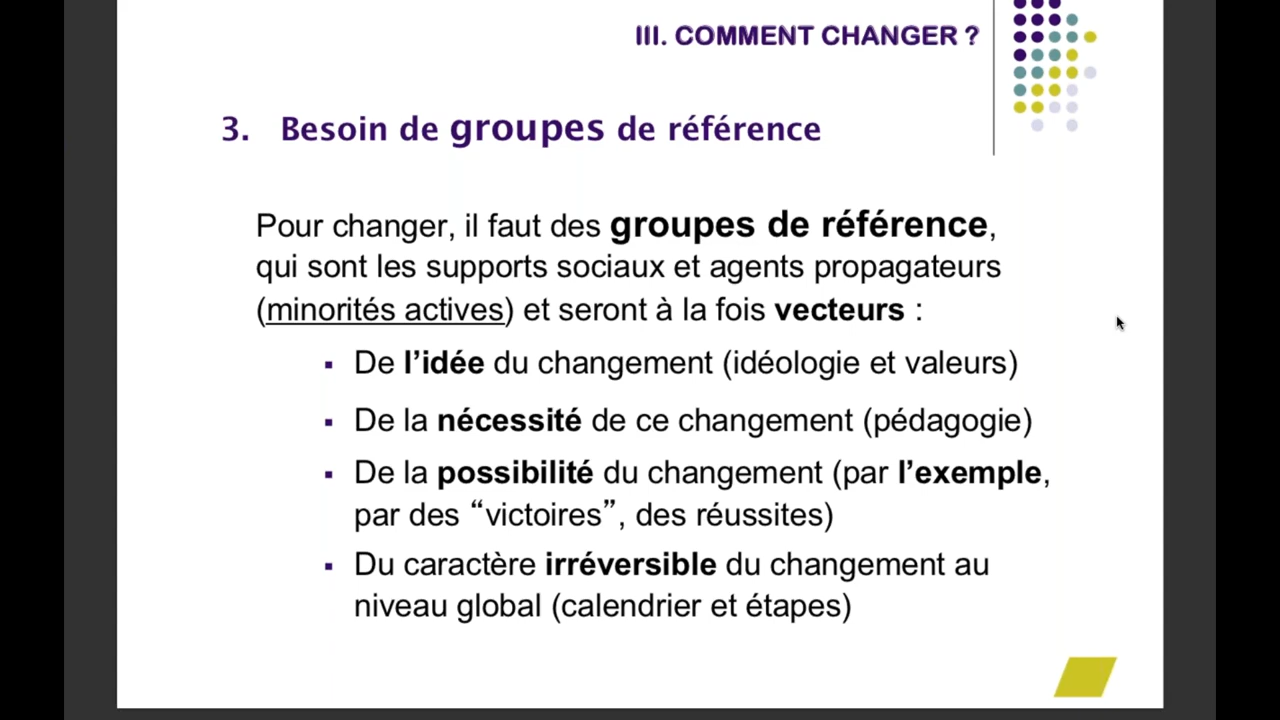 III. COMMENT CHANGER ?
3. Besoin de groupes de référence
Pour changer, il faut des groupes de référence,
qui sont les supports sociaux et agents propagateurs
(minorités actives) et seront à la fois vecteurs :
▪ De l’idée du changement (idéologie et valeurs)
▪ De la nécessité de ce changement (pédagogie)
▪ De la possibilité du changement (par l’exemple,
par des “victoires”, des réussites)
▪ Du caractère irréversible du changement au
niveau global (calendrier et étapes)